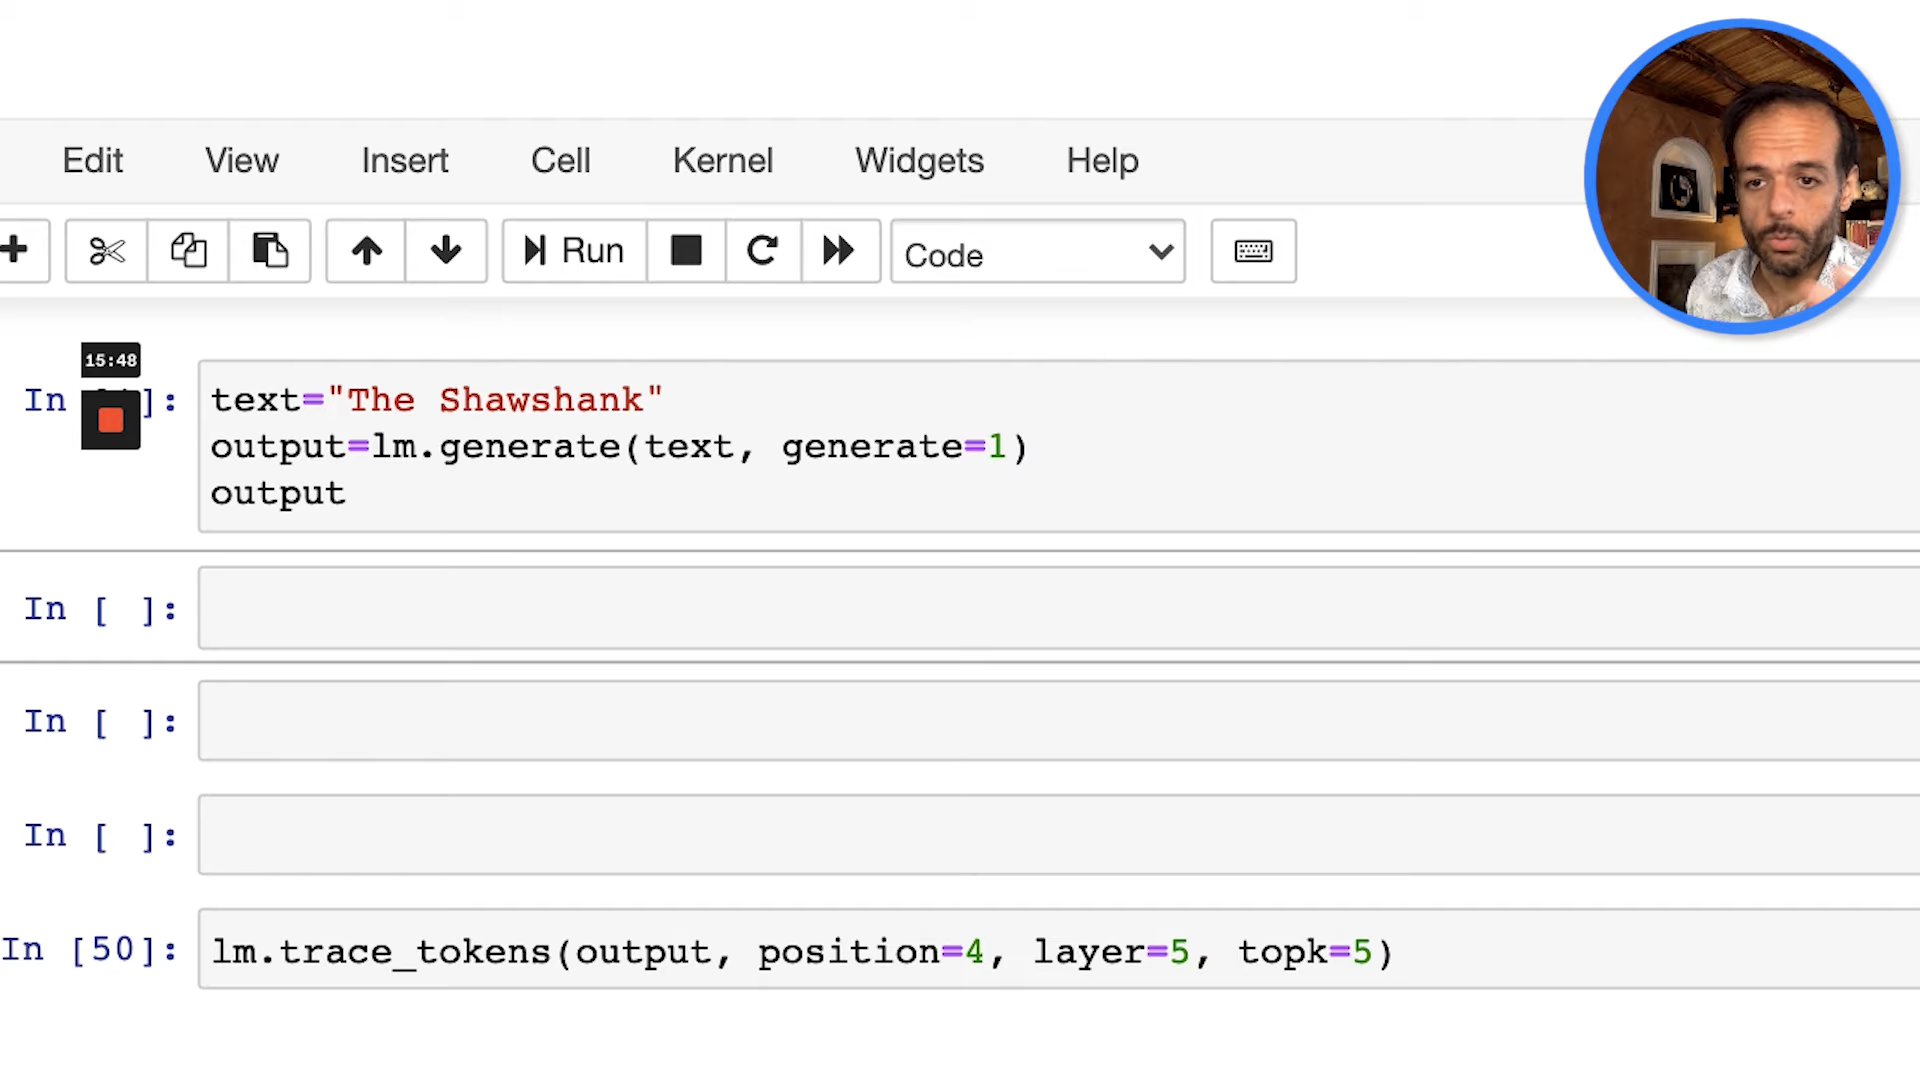 Edit View Insert Cell Kernel Widgets Help
Run Code
15:48
In ]: text="The Shawshank"
output=lm.generate(text, generate=1)
output
In [ ]:
In [ ]:
In [ ]:
In [50]: lm.trace_tokens(output, position=4, layer=5, topk=5)